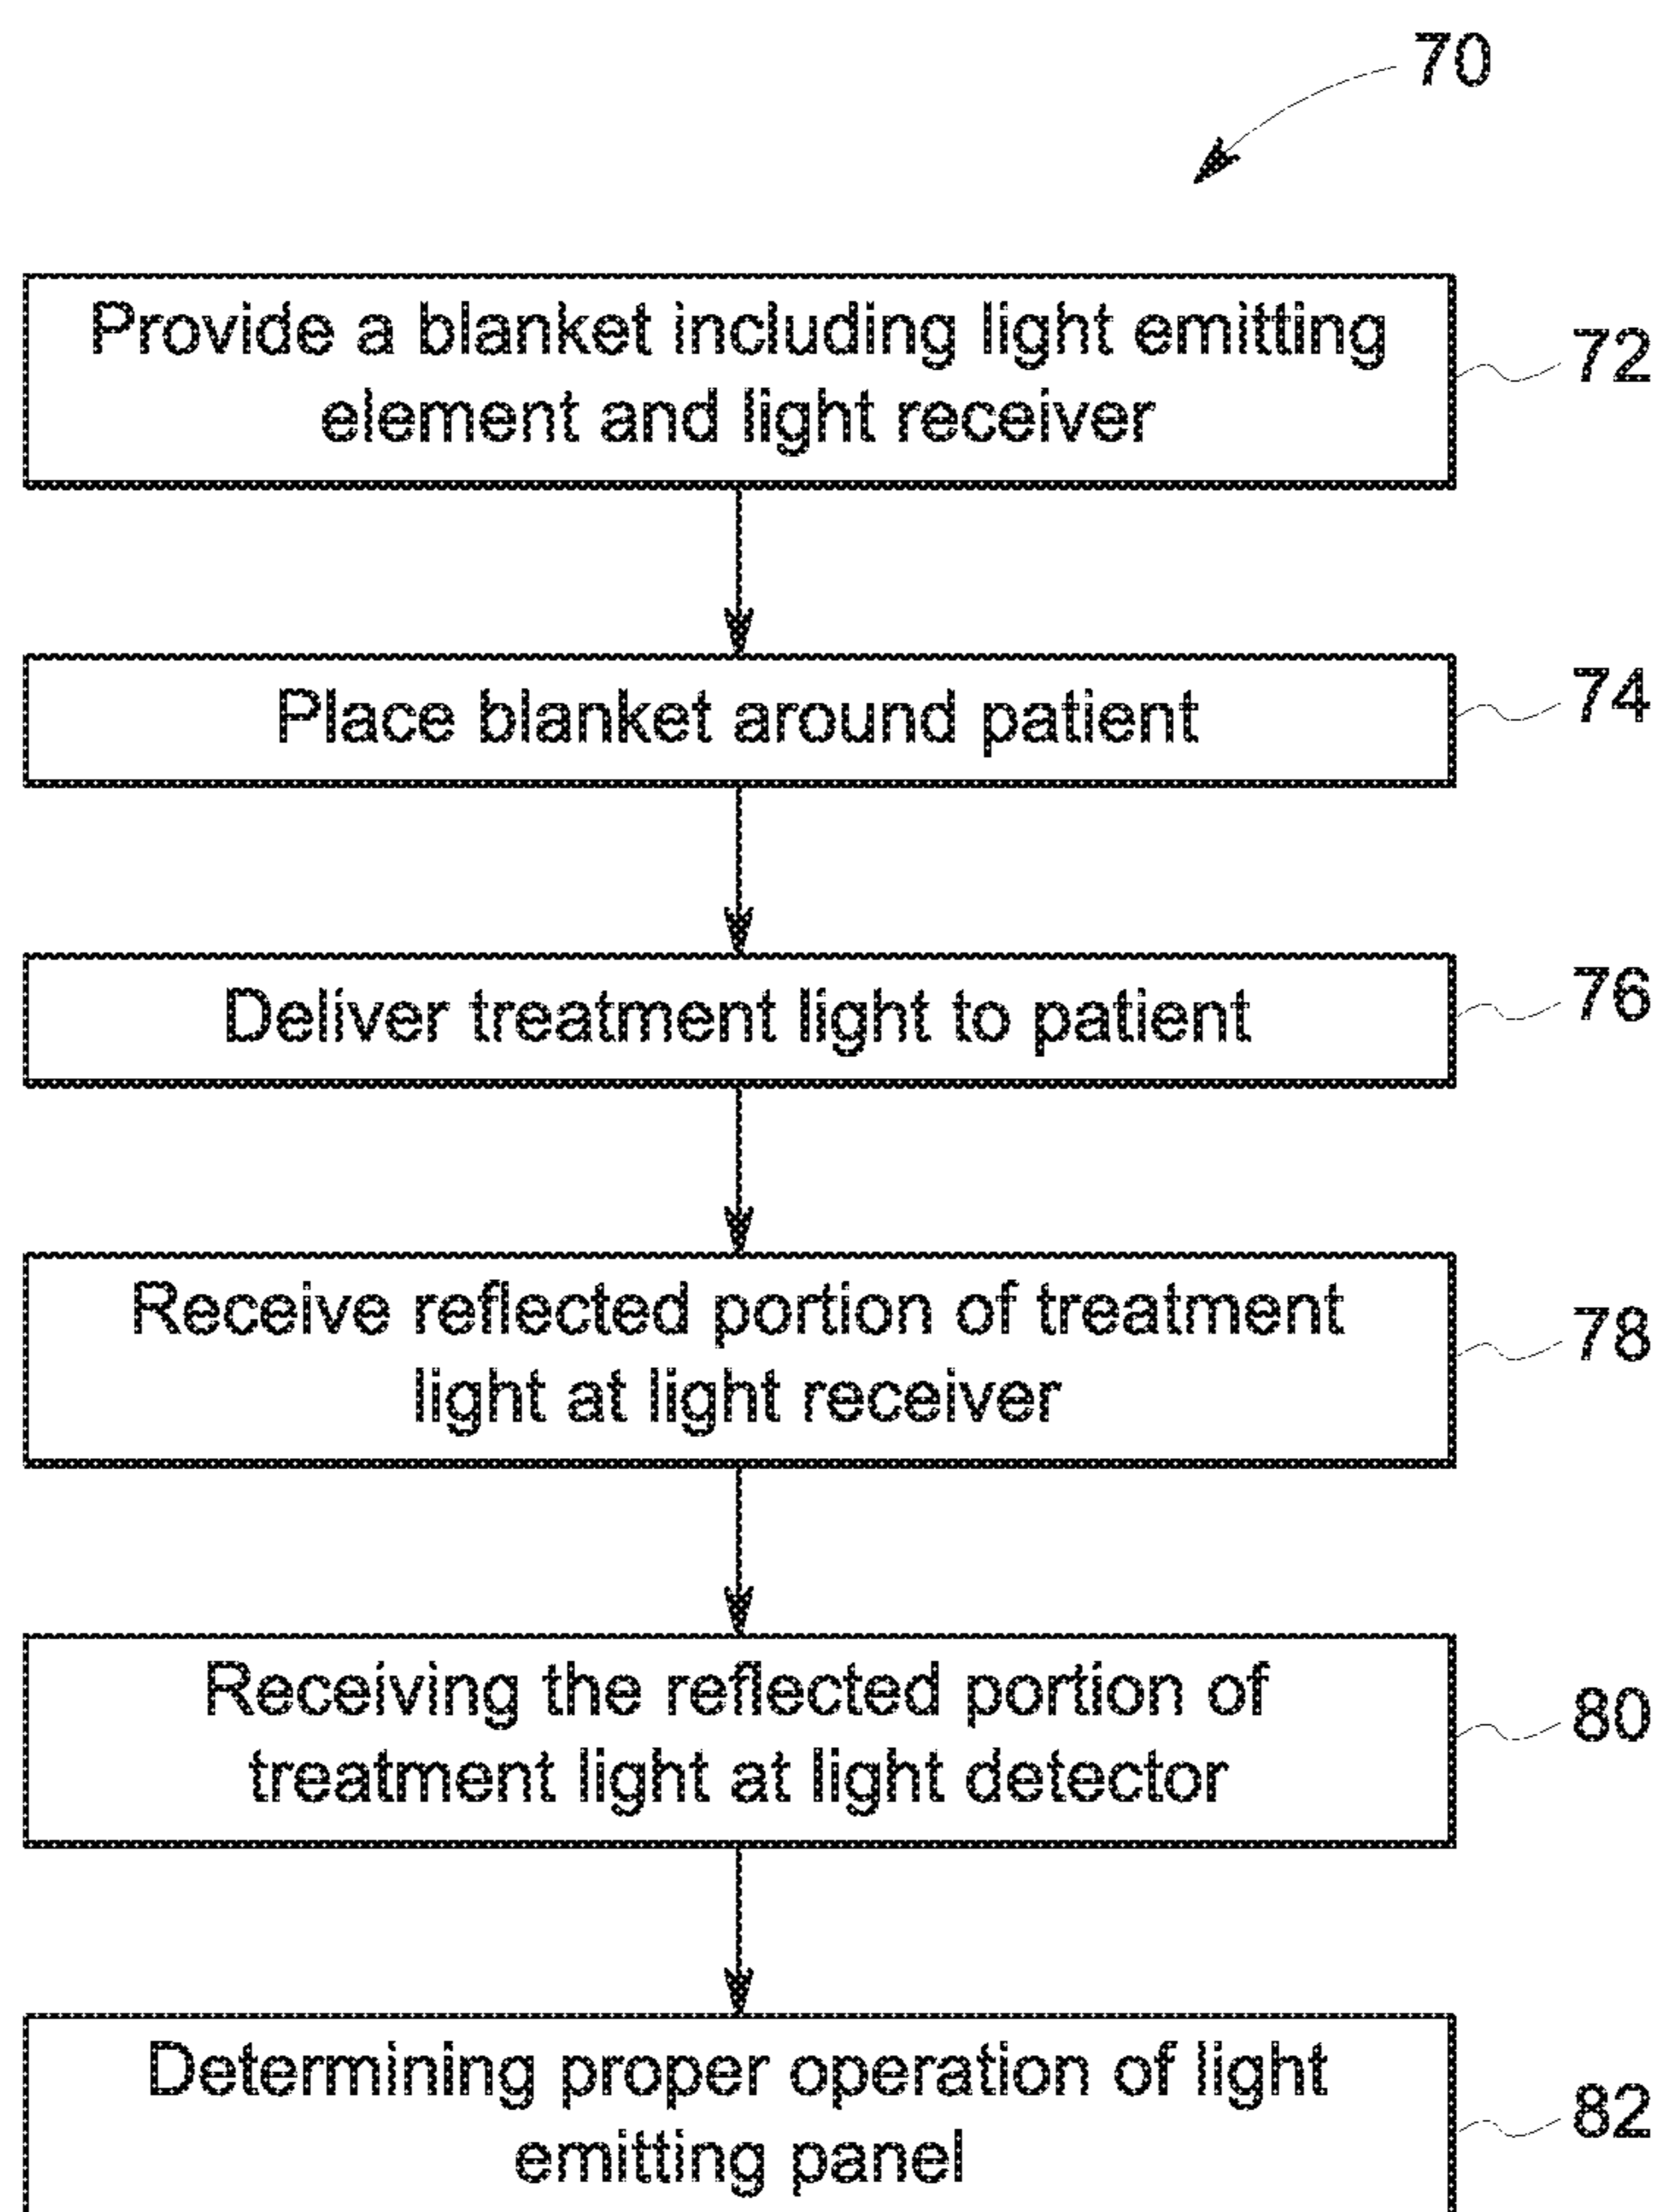 70
Provide a blanket including light emitting
element and light receiver
72
Place blanket around patient
74
Deliver treatment light to patient
76
Receive reflected portion of treatment
light at light receiver
78
Receiving the reflected portion of
treatment light at light detector
80
Determining proper operation of light
emitting panel
82